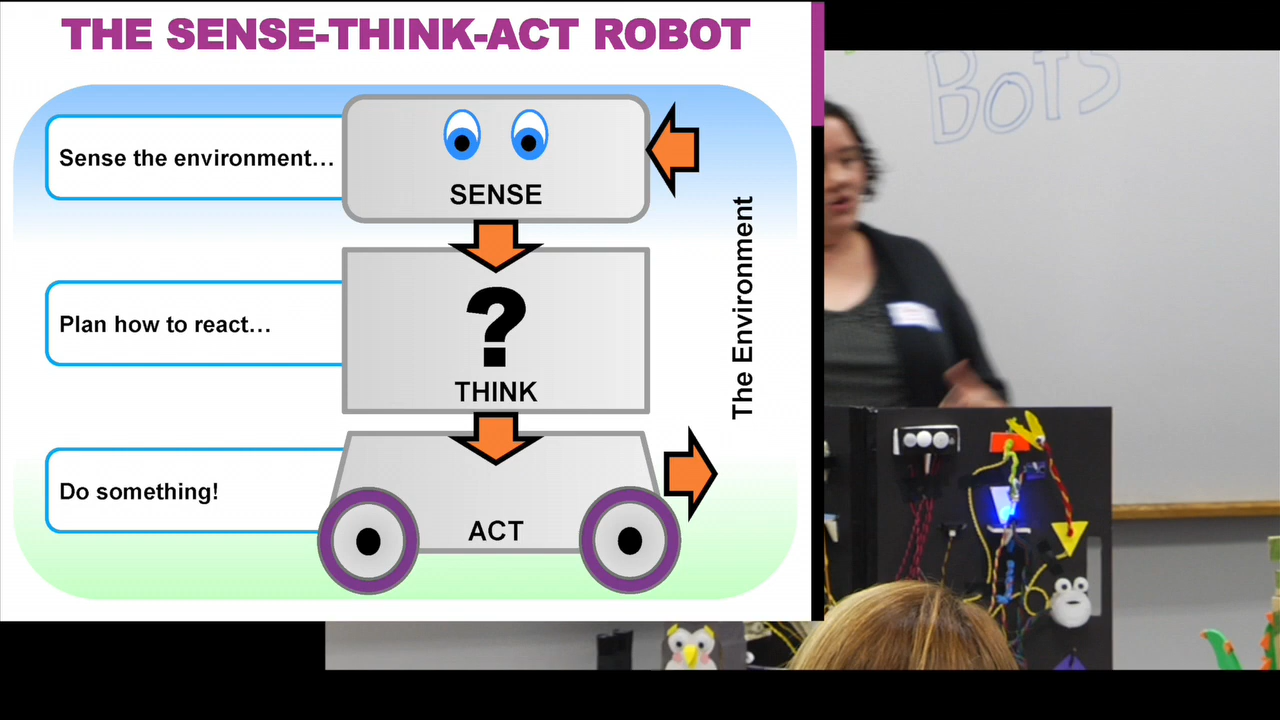 THE SENSE-THINK-ACT ROBOT
Sense the environment...
SENSE
Plan how to react...
?
THINK
Do something!
ACT
The Environment
BOTS